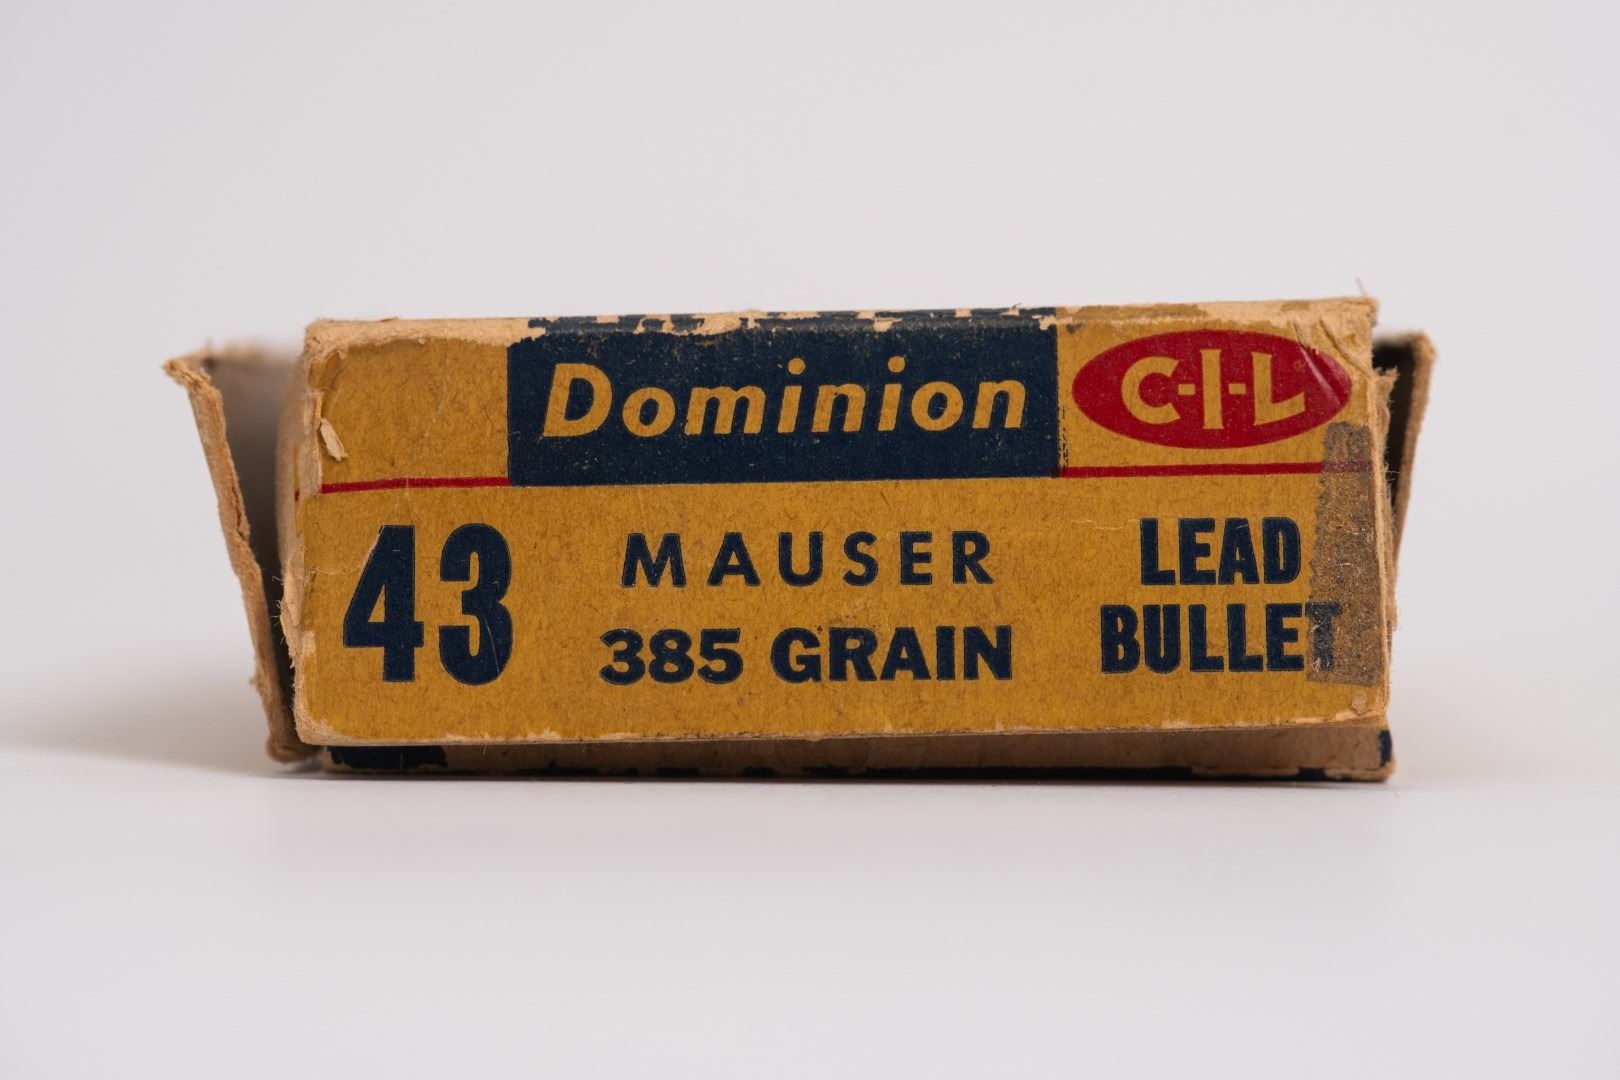 Dominion
C-I-L
43
MAUSER
385 GRAIN
LEAD
BULLET